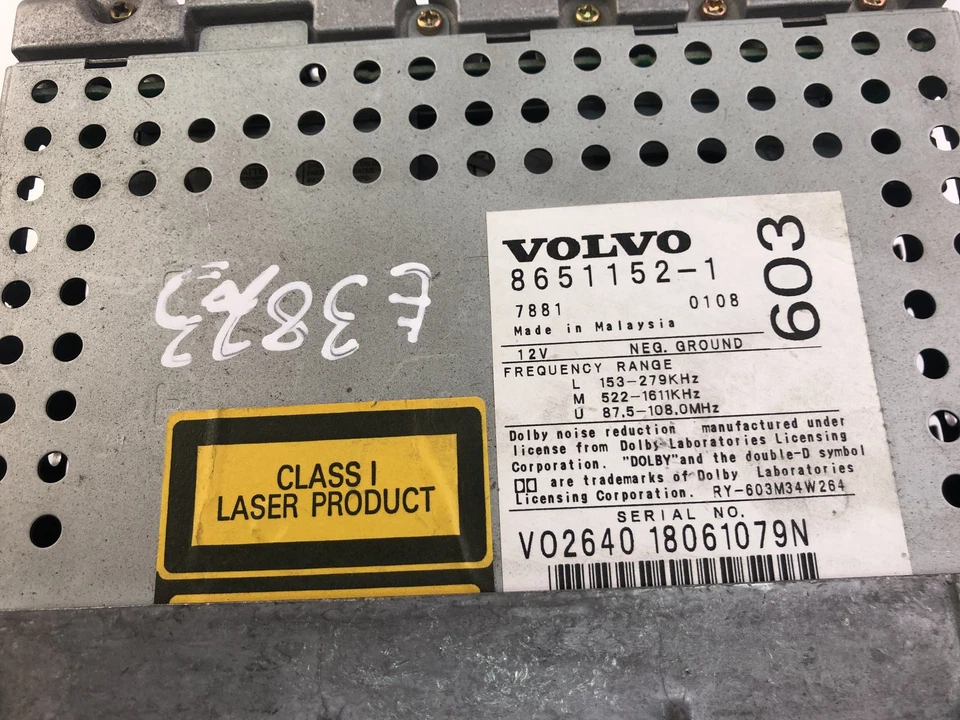 VOLVO
8651152-1
7881 0108
603
Made in Malaysia
12V NEG. GROUND
FREQUENCY RANGE
L 153-279KHz
M 522-1611KHz
U 87.5-108.0MHz
Dolby noise reduction manufactured under
license from Dolby Laboratories Licensing
Corporation. "DOLBY" and the double-D symbol
are trademarks of Dolby Laboratories
Licensing Corporation. RY-603M34W264
SERIAL NO.
VO2640 18061079N
CLASS I
LASER PRODUCT